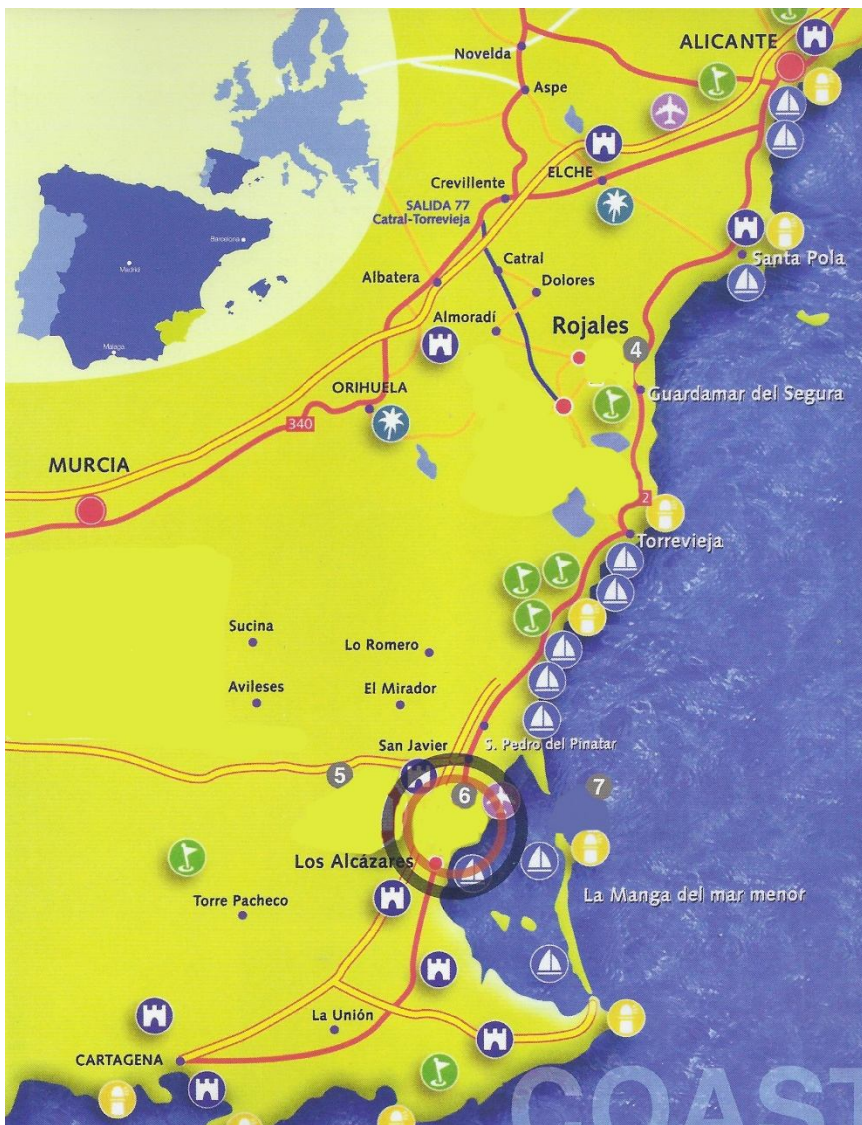 ALICANTE
Novelda
Aspe
ELCHE
Crevillente
SALIDA 77
Catral-Torrevieja
Barcelona
Madrid
Malaga
Santa Pola
Catral
Albatera
Dolores
Almoradí
Rojales
4
ORIHUELA
Guardamar del Segura
340
MURCIA
2
Torrevieja
Sucina
Lo Romero
Avileses
El Mirador
San Javier
S. Pedro del Pinatar
5
6
7
Los Alcázares
La Manga del mar menor
Torre Pacheco
La Unión
CARTAGENA
COAST